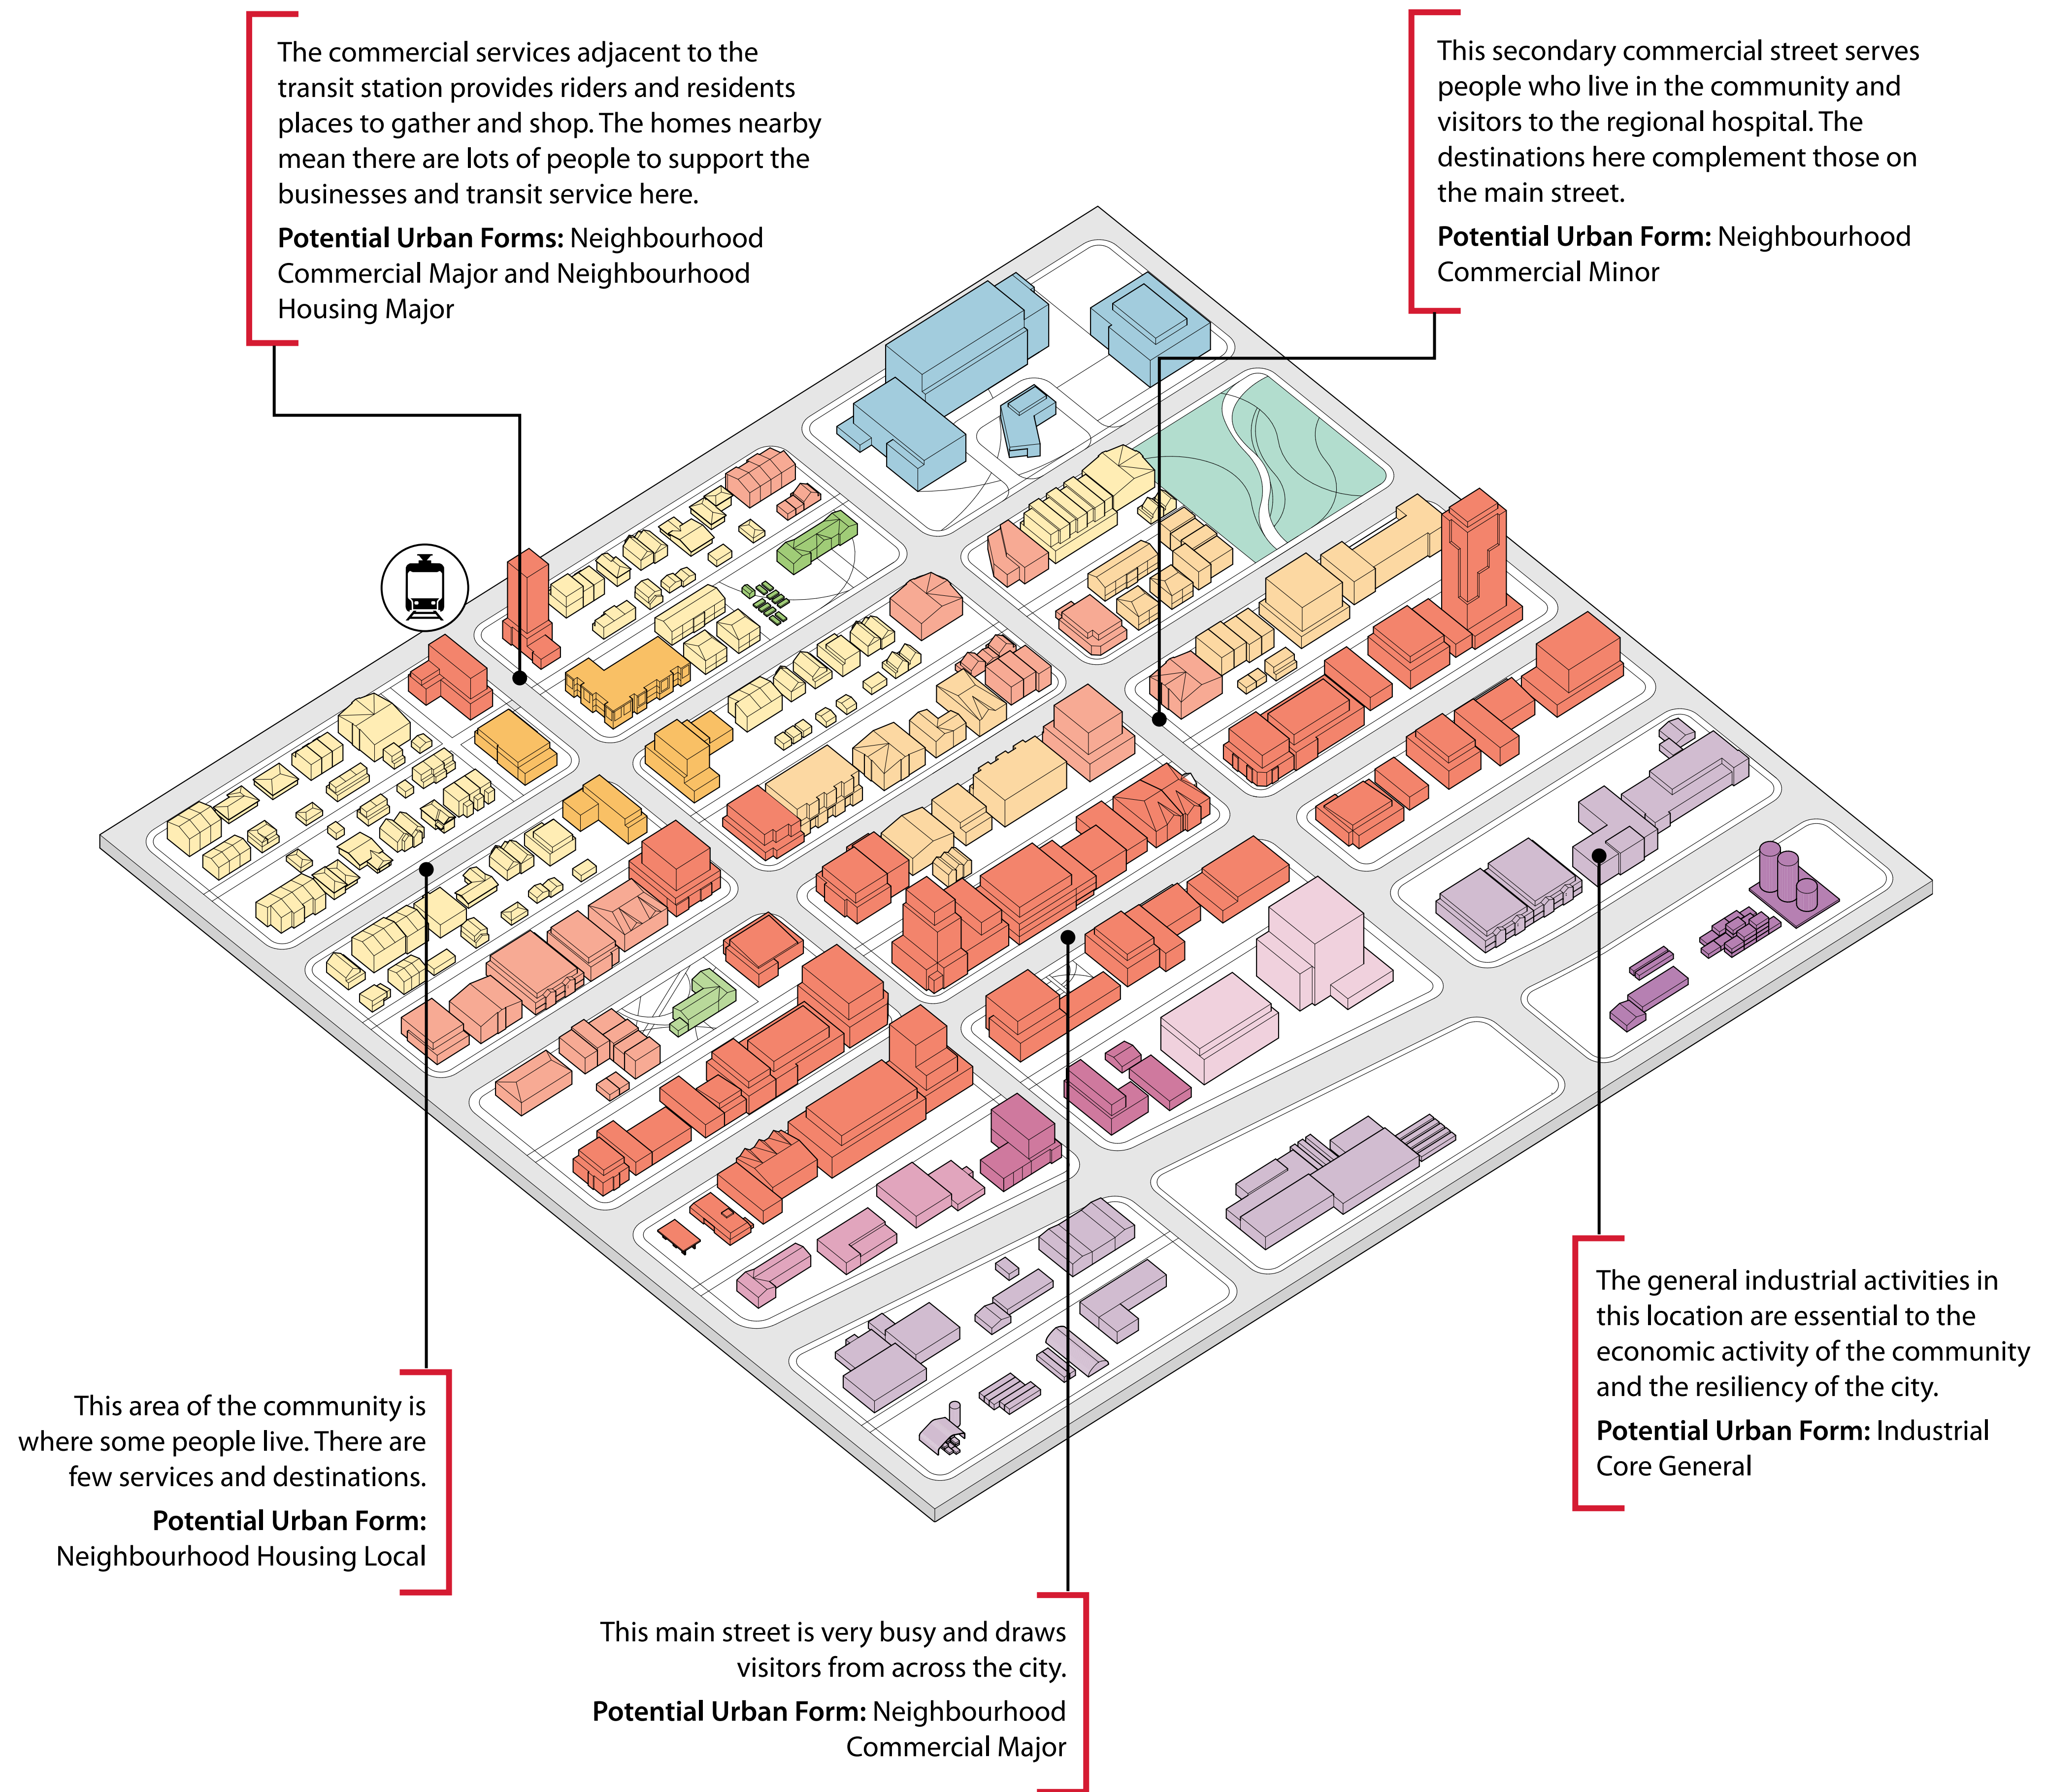 The commercial services adjacent to the
transit station provides riders and residents
places to gather and shop. The homes nearby
mean there are lots of people to support the
businesses and transit service here.
Potential Urban Forms: Neighbourhood
Commercial Major and Neighbourhood
Housing Major
This secondary commercial street serves
people who live in the community and
visitors to the regional hospital. The
destinations here complement those on
the main street.
Potential Urban Form: Neighbourhood
Commercial Minor
This area of the community is
where some people live. There are
few services and destinations.
Potential Urban Form:
Neighbourhood Housing Local
This main street is very busy and draws
visitors from across the city.
Potential Urban Form: Neighbourhood
Commercial Major
The general industrial activities in
this location are essential to the
economic activity of the community
and the resiliency of the city.
Potential Urban Form: Industrial
Core General